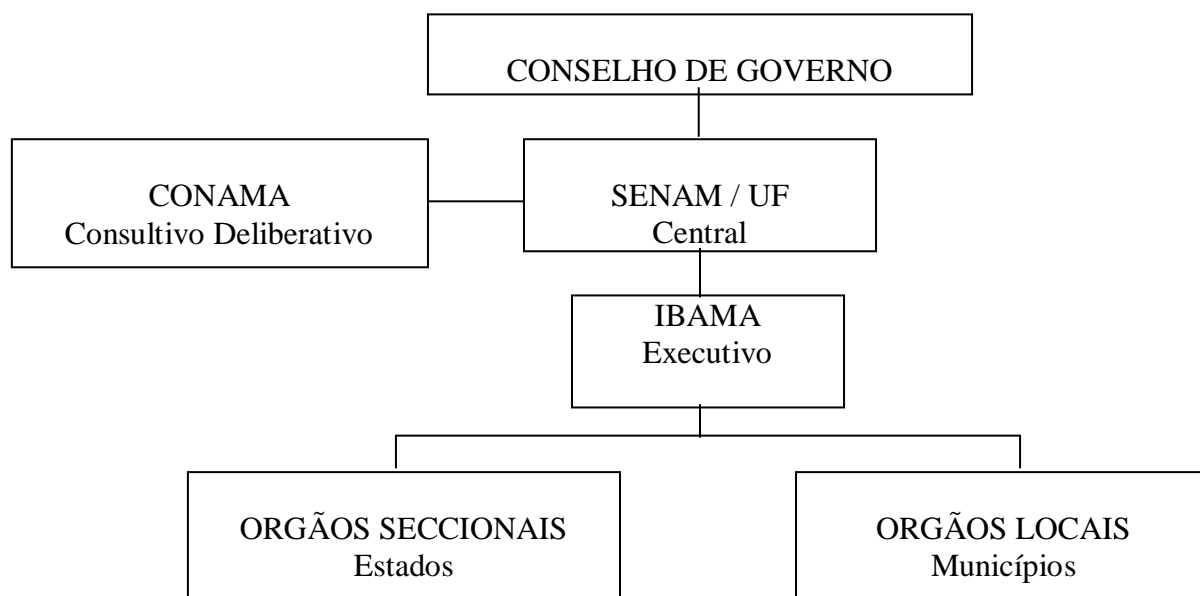 CONSELHO DE GOVERNO
CONAMA
Consultivo Deliberativo
SENAM / UF
Central
IBAMA
Executivo
ORGÃOS SECCIONAIS
Estados
ORGÃOS LOCAIS
Municípios